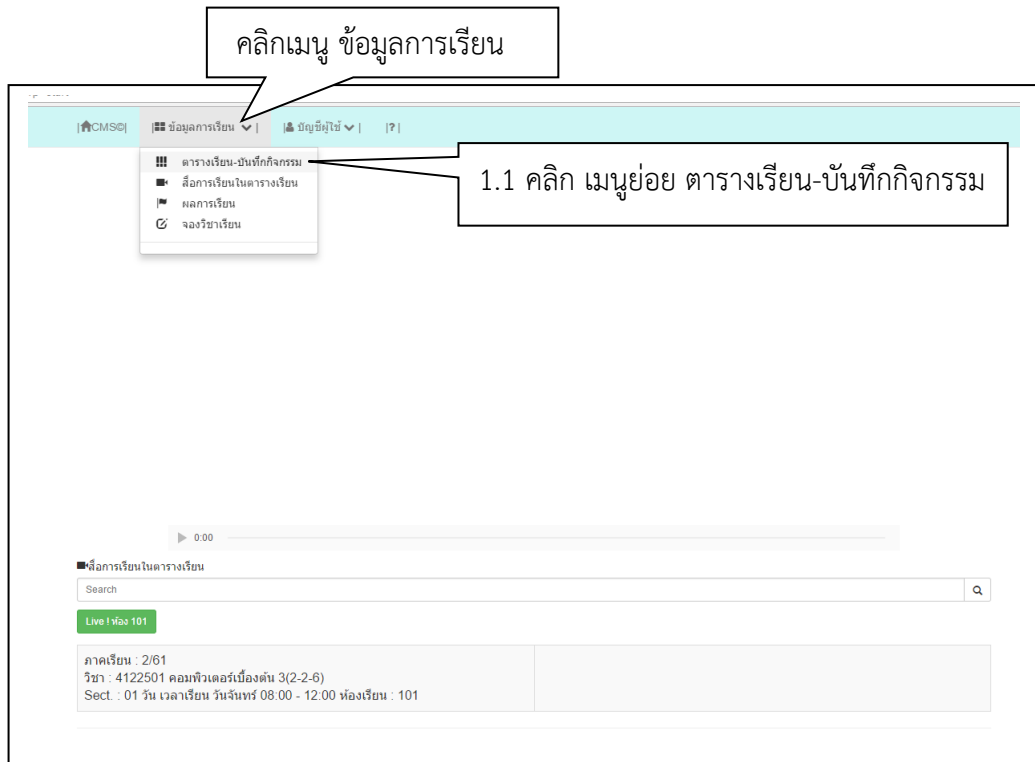 คลิกเมนู ข้อมูลการเรียน
|CMS©| | ข้อมูลการเรียน | | บัญชีผู้ใช้ | |?|
ตารางเรียน-บันทึกกิจกรรม
1.1 คลิก เมนูย่อย ตารางเรียน-บันทึกกิจกรรม
สื่อการเรียนในตารางเรียน
ผลการเรียน
จองวิชาเรียน
0:00
สื่อการเรียนในตารางเรียน
Search
Live ! ห้อง 101
ภาคเรียน : 2/61
วิชา : 4122501 คอมพิวเตอร์เบื้องต้น 3(2-2-6)
Sect. : 01 วัน เวลาเรียน วันจันทร์ 08:00 - 12:00 ห้องเรียน : 101